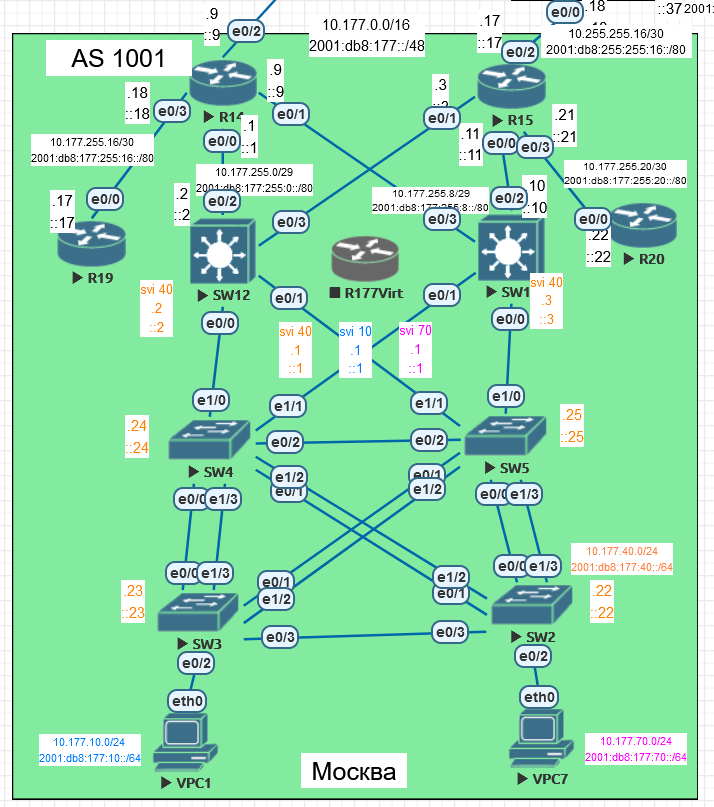 .9
::9
e0/2
10.177.0.0/16
2001:db8:177::/48
.17
::17
e0/0
.18
::37
2001:
AS 1001
e0/2
10.255.255.16/30
2001:db8:255:255:16::/80
.9
::9
.18
::18
e0/3
R14
e0/1
.3
R15
e0/1
.21
::21
.1
::1
e0/0
.11
::11
e0/0
e0/3
10.177.255.16/30
2001:db8:177:255:16::/80
10.177.255.0/29
2001:db8:177:255:0::/80
10.177.255.20/30
2001:db8:177:255:20::/80
.17
::17
e0/0
.2
::2
e0/2
10.177.255.8/29
2001:db8:177:255:8::/80
.10
::10
e0/2
e0/3
e0/3
e0/0
.22
::22
R19
R20
SW12
R177Virt
SW1
svi 40
.2
::2
e0/1
e0/1
svi 40
.3
::3
e0/0
svi 40
.1
::1
svi 10
.1
::1
svi 70
.1
::1
e0/0
e1/0
e1/1
e1/1
e1/0
.24
::24
e0/2
e0/2
.25
::25
SW4
SW5
e0/0
e1/3
e1/2
e0/1
e0/1
e1/2
e0/0
e1/3
e0/0
e1/3
e0/1
e1/2
e1/2
e0/1
e0/0
e1/3
10.177.40.0/24
2001:db8:177:40::/64
.23
::23
.22
::22
SW3
e0/3
e0/3
SW2
e0/2
e0/2
eth0
eth0
10.177.10.0/24
2001:db8:177:10::/64
10.177.70.0/24
2001:db8:177:70::/64
VPC1
Москва
VPC7